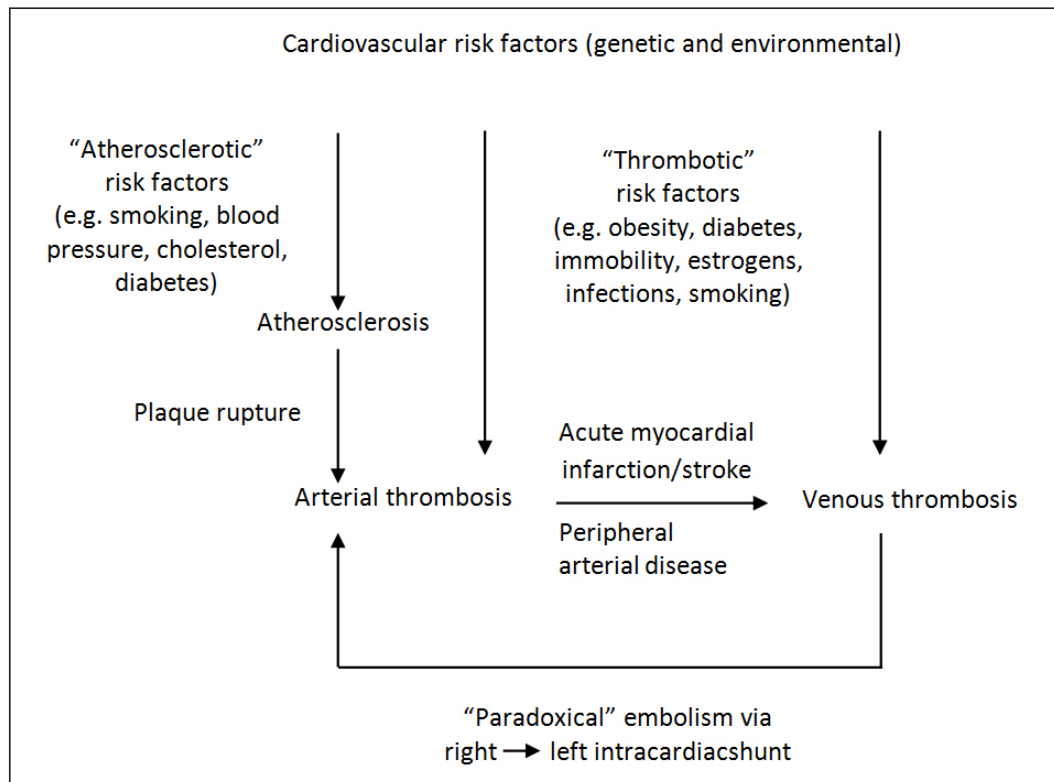 Cardiovascular risk factors (genetic and environmental)
“Atherosclerotic”
risk factors
(e.g. smoking, blood
pressure, cholesterol,
diabetes)
“Thrombotic”
risk factors
(e.g. obesity, diabetes,
immobility, estrogens,
infections, smoking)
Atherosclerosis
Plaque rupture
Acute myocardial
infarction/stroke
Arterial thrombosis
Venous thrombosis
Peripheral
arterial disease
“Paradoxical” embolism via
right → left intracardiacshunt